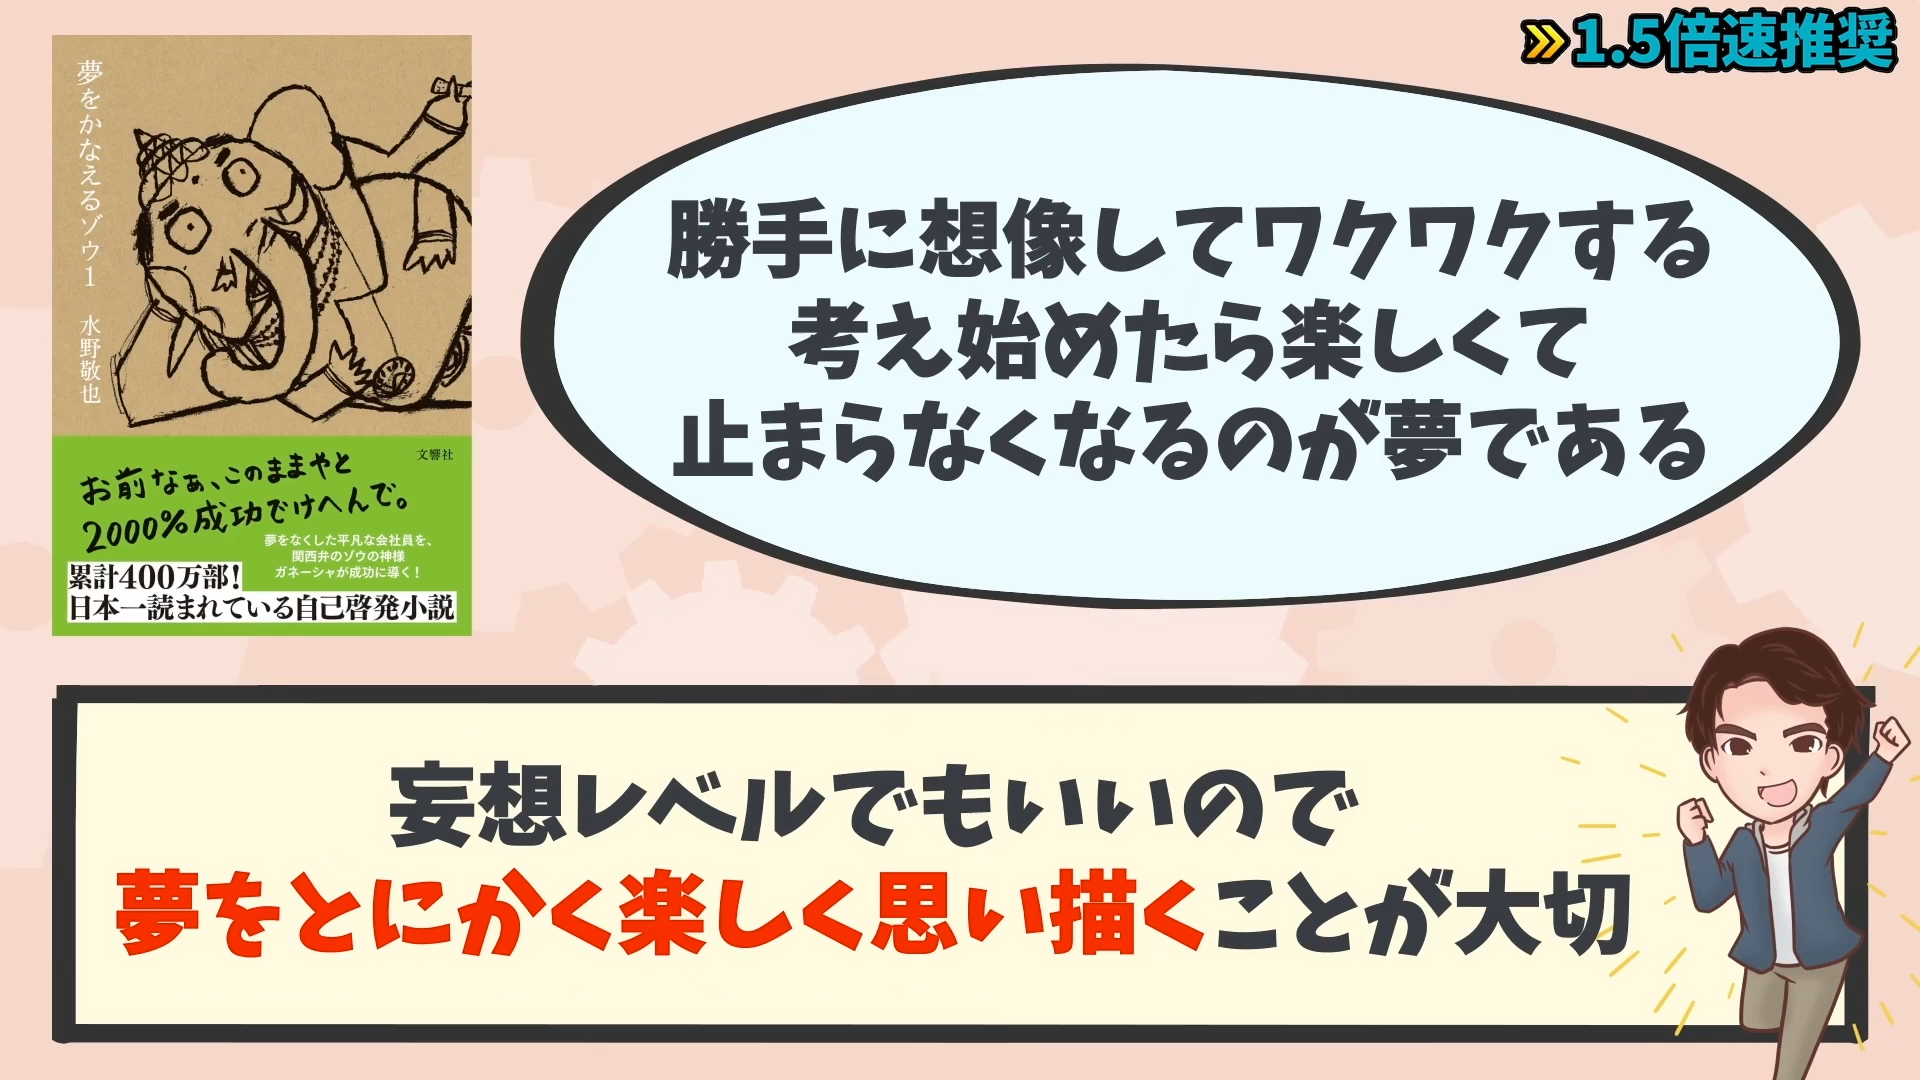 1.5倍速推奨
夢をかなえるゾウ1 水野敬也
文響社
お前なぁ、このままやと
2000%成功でけへんで。
夢をなくした平凡な会社員を、
関西弁のゾウの神様
ガネーシャが成功に導く!
累計400万部!
日本一読まれている自己啓発小説
勝手に想像してワクワクする
考え始めたら楽しくて
止まらなくなるのが夢である
妄想レベルでもいいので
夢をとにかく楽しく思い描くことが大切